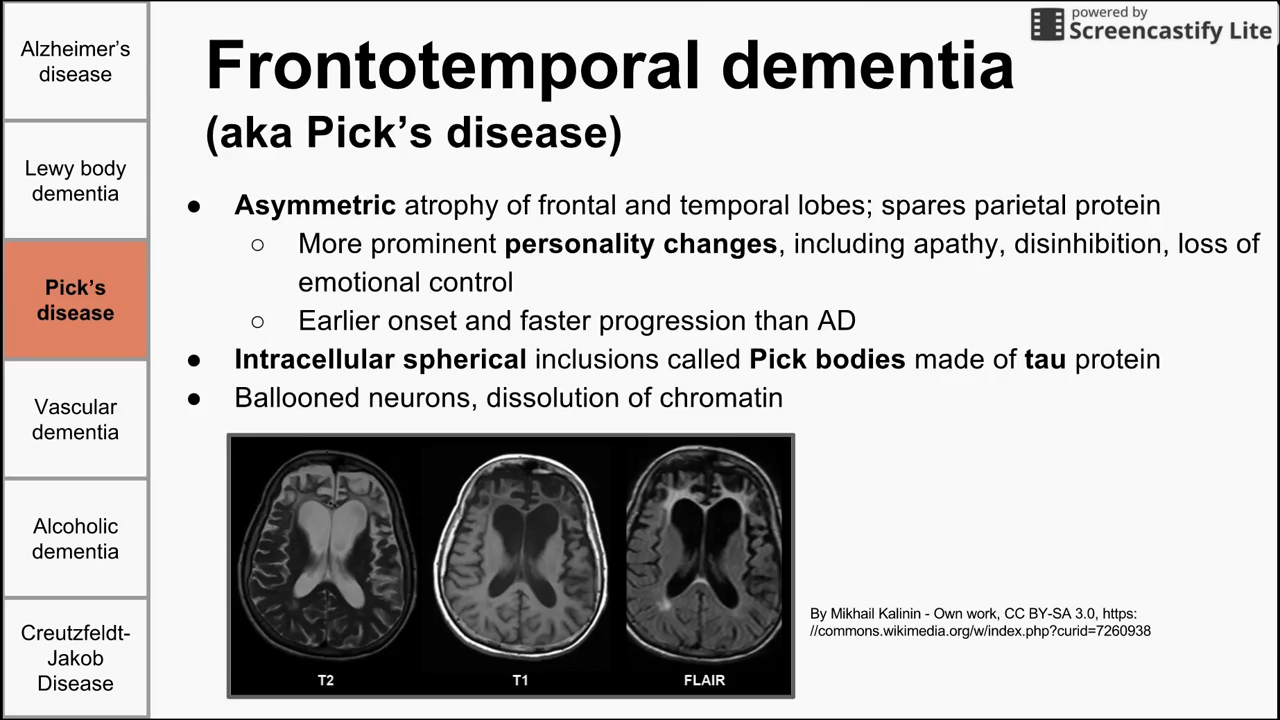 powered by
Screencastify Lite
Alzheimer's
disease
Lewy body
dementia
Pick's
disease
Vascular
dementia
Alcoholic
dementia
Creutzfeldt-
Jakob
Disease
Frontotemporal dementia
(aka Pick's disease)
● Asymmetric atrophy of frontal and temporal lobes; spares parietal protein
○ More prominent personality changes, including apathy, disinhibition, loss of
emotional control
○ Earlier onset and faster progression than AD
● Intracellular spherical inclusions called Pick bodies made of tau protein
● Ballooned neurons, dissolution of chromatin
T2 T1 FLAIR
By Mikhail Kalinin - Own work, CC BY-SA 3.0, https:
//commons.wikimedia.org/w/index.php?curid=7260938